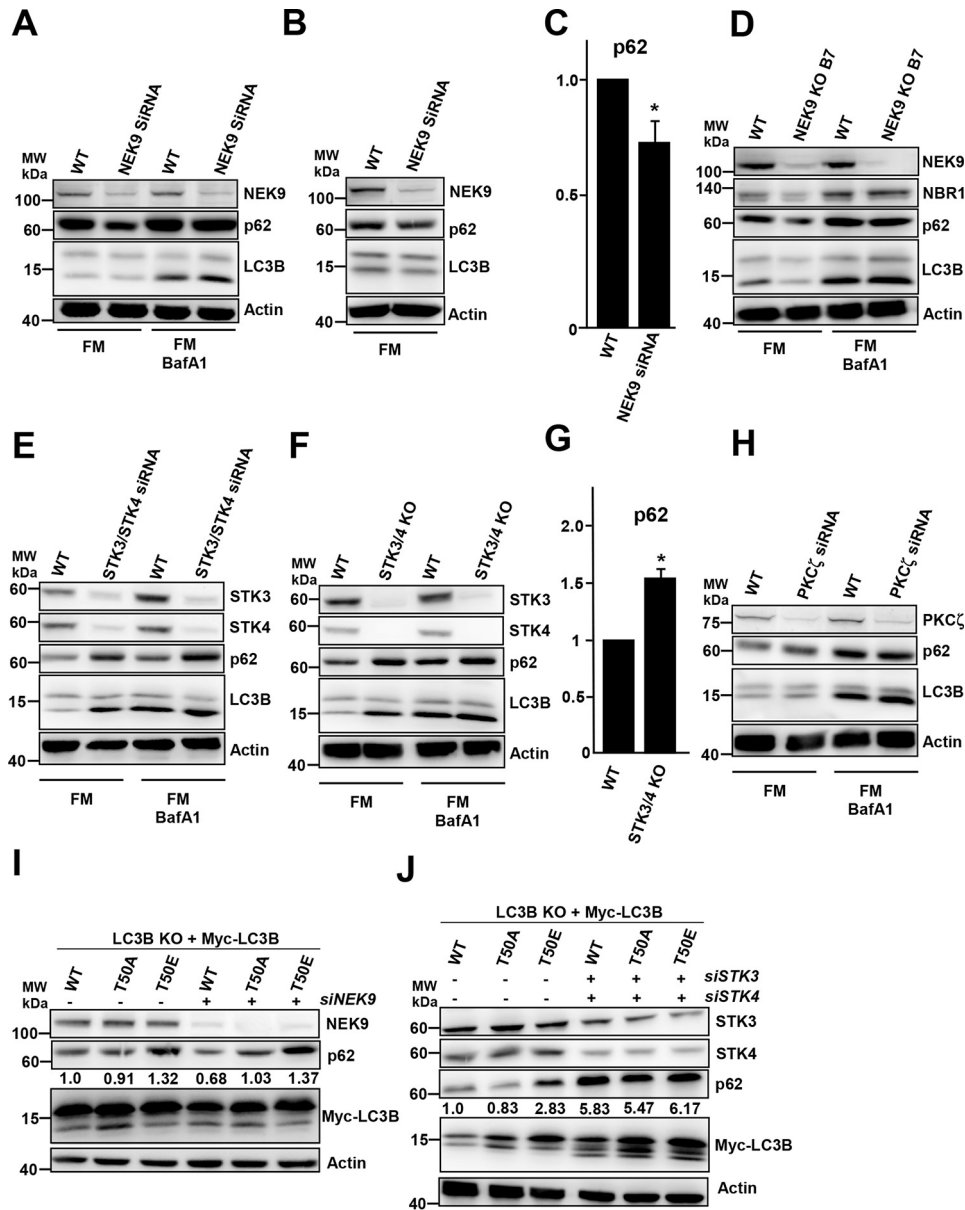 A
MW
kDa
WT
NEK9 SiRNA
WT
NEK9 SiRNA
100
60
15
40
NEK9
p62
LC3B
Actin
FM
FM
BafA1
B
MW
kDa
WT
NEK9 SiRNA
100
60
15
40
NEK9
p62
LC3B
Actin
FM
C
p62
1.0
0.5
0
*
WT
NEK9 siRNA
D
MW
kDa
WT
NEK9 KO B7
WT
NEK9 KO B7
100
140
60
15
40
NEK9
NBR1
p62
LC3B
Actin
FM
FM
BafA1
E
MW
kDa
WT
STK3/STK4 siRNA
WT
STK3/STK4 siRNA
60
60
60
15
40
STK3
STK4
p62
LC3B
Actin
FM
FM
BafA1
F
MW
kDa
WT
STK3/4 KO
WT
STK3/4 KO
60
60
60
15
40
STK3
STK4
p62
LC3B
Actin
FM
FM
BafA1
G
p62
2.0
1.5
1
0.5
0
*
WT
STK3/4 KO
H
MW
kDa
WT
PKCζ siRNA
WT
PKCζ siRNA
75
60
15
40
PKCζ
p62
LC3B
Actin
FM
FM
BafA1
I
LC3B KO + Myc-LC3B
MW
kDa
WT T50A T50E WT T50A T50E
- - - + + + siNEK9
100
60
15
40
NEK9
p62
1.0 0.91 1.32 0.68 1.03 1.37
Myc-LC3B
Actin
J
LC3B KO + Myc-LC3B
MW
kDa
WT T50A T50E WT T50A T50E
- - - + + + siSTK3
- - - + + + siSTK4
60
60
60
15
40
STK3
STK4
p62
1.0 0.83 2.83 5.83 5.47 6.17
Myc-LC3B
Actin